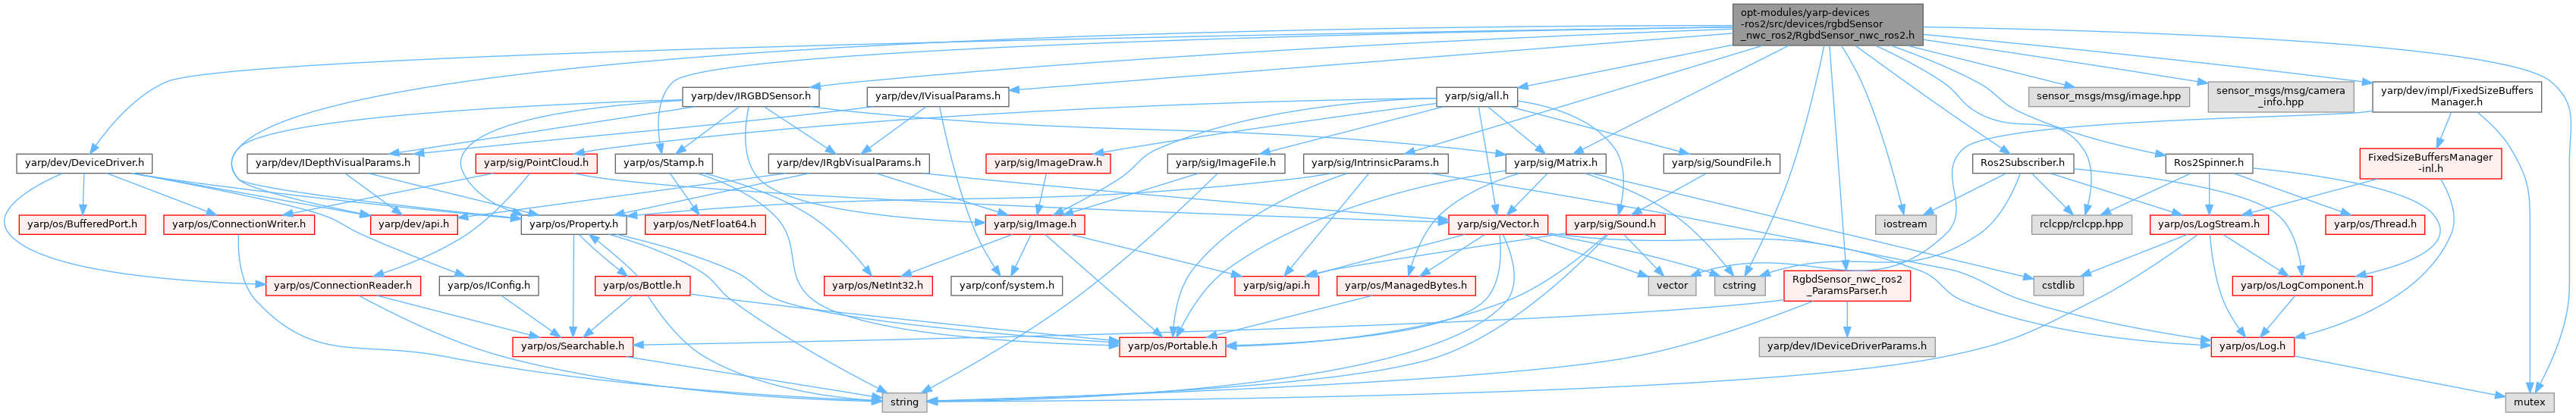 opt-modules/yarp-devices
-ros2/src/devices/rgbdSensor
_nwc_ros2/RgbdSensor_nwc_ros2.h
yarp/dev/IRGBDSensor.h
yarp/dev/IVisualParams.h
yarp/sig/all.h
sensor_msgs/msg/image.hpp
sensor_msgs/msg/camera
_info.hpp
yarp/dev/impl/FixedSizeBuffers
Manager.h
yarp/dev/DeviceDriver.h
yarp/dev/IDepthVisualParams.h
yarp/sig/PointCloud.h
yarp/os/Stamp.h
yarp/dev/IRgbVisualParams.h
yarp/sig/ImageDraw.h
yarp/sig/ImageFile.h
yarp/sig/IntrinsicParams.h
yarp/sig/Matrix.h
yarp/sig/SoundFile.h
Ros2Subscriber.h
Ros2Spinner.h
FixedSizeBuffersManager
-inl.h
yarp/os/BufferedPort.h
yarp/os/ConnectionWriter.h
yarp/dev/api.h
yarp/os/Property.h
yarp/os/NetFloat64.h
yarp/sig/Image.h
yarp/sig/Vector.h
yarp/sig/Sound.h
iostream
rclcpp/rclcpp.hpp
yarp/os/LogStream.h
yarp/os/Thread.h
yarp/os/ConnectionReader.h
yarp/os/IConfig.h
yarp/os/Bottle.h
yarp/os/NetInt32.h
yarp/conf/system.h
yarp/sig/api.h
yarp/os/ManagedBytes.h
vector
cstring
RgbdSensor_nwc_ros2
_ParamsParser.h
cstdlib
yarp/os/LogComponent.h
yarp/os/Searchable.h
yarp/os/Portable.h
yarp/dev/IDeviceDriverParams.h
yarp/os/Log.h
string
mutex